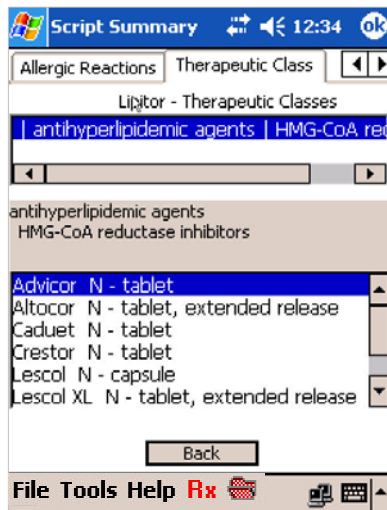 Script Summary 12:34 ok
Allergic Reactions Therapeutic Class
Lipitor - Therapeutic Classes
| antihyperlipidemic agents | HMG-CoA red
antihyperlipidemic agents
HMG-CoA reductase inhibitors
Advicor N - tablet
Altocor N - tablet, extended release
Caduet N - tablet
Crestor N - tablet
Lescol N - capsule
Lescol XL N - tablet, extended release
Back
File Tools Help Rx